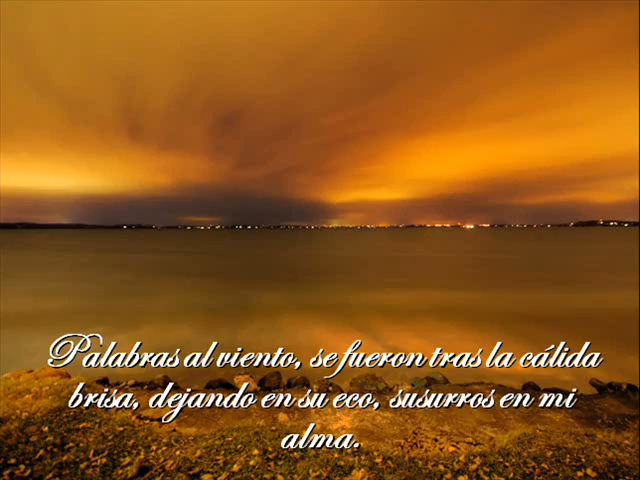 Palabras al viento, se fueron tras la cálida
brisa, dejando en su eco, susurros en mi
alma.